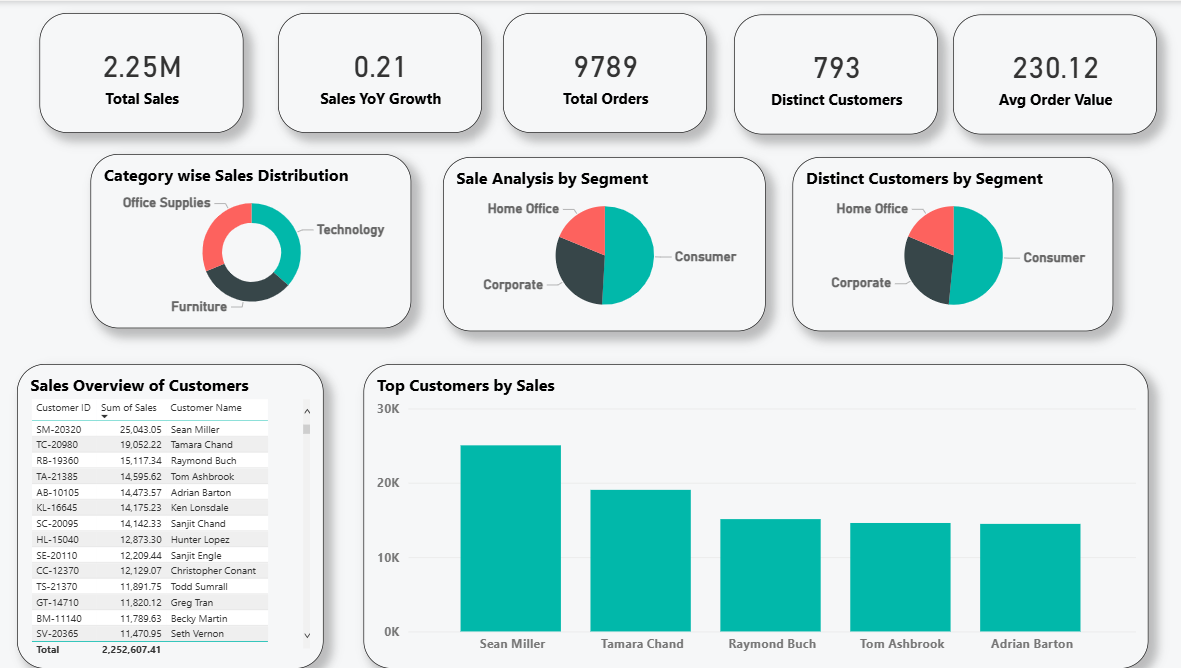 2.25M
Total Sales
0.21
Sales YoY Growth
9789
Total Orders
793
Distinct Customers
230.12
Avg Order Value
Category wise Sales Distribution
Office Supplies
Technology
Furniture
Sale Analysis by Segment
Home Office
Consumer
Corporate
Distinct Customers by Segment
Home Office
Consumer
Corporate
Sales Overview of Customers
Customer ID Sum of Sales Customer Name
SM-20320 25,043.05 Sean Miller
TC-20980 19,052.22 Tamara Chand
RB-19360 15,117.34 Raymond Buch
TA-21385 14,595.62 Tom Ashbrook
AB-10105 14,473.57 Adrian Barton
KL-16645 14,175.23 Ken Lonsdale
SC-20095 14,142.33 Sanjit Chand
HL-15040 12,873.30 Hunter Lopez
SE-20110 12,209.44 Sanjit Engle
CC-12370 12,129.07 Christopher Conant
TS-21370 11,891.75 Todd Sumrall
GT-14710 11,820.12 Greg Tran
BM-11140 11,789.63 Becky Martin
SV-20365 11,470.95 Seth Vernon
Total 2,252,607.41
Top Customers by Sales
30K
20K
10K
0K
Sean Miller
Tamara Chand
Raymond Buch
Tom Ashbrook
Adrian Barton